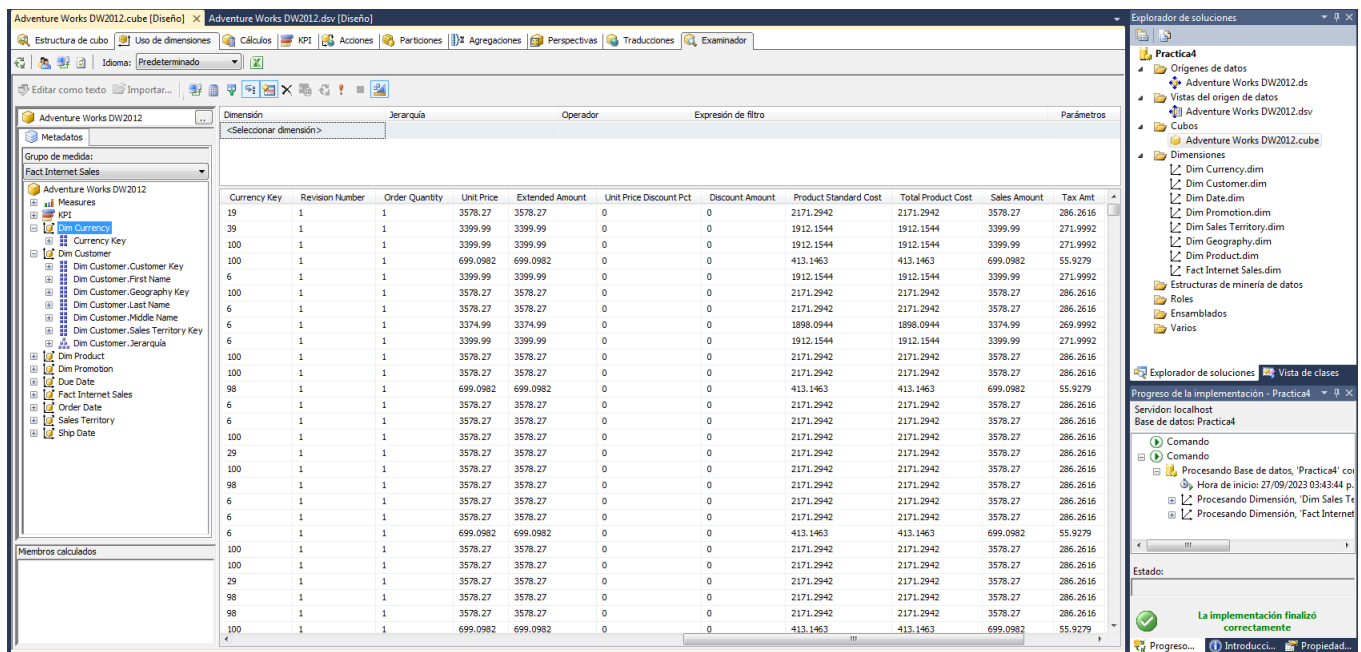 Adventure Works DW2012.cube [Diseño] Adventure Works DW2012.dsv [Diseño]
Estructura de cubo Uso de dimensiones Cálculos KPI Acciones Particiones Agregaciones Perspectivas Traducciones Examinador
Idioma: Predeterminado
Editar como texto Importar...
Adventure Works DW2012 ..
Metadatos
Grupo de medida:
Fact Internet Sales
Adventure Works DW2012
Measures
KPI
Dim Currency
Currency Key
Dim Customer
Dim Customer.Customer Key
Dim Customer.First Name
Dim Customer.Geography Key
Dim Customer.Last Name
Dim Customer.Middle Name
Dim Customer.Sales Territory Key
Dim Customer.Jerarquía
Dim Product
Dim Promotion
Due Date
Fact Internet Sales
Order Date
Sales Territory
Ship Date
Miembros calculados
Dimensión Jerarquía Operador Expresión de filtro Parámetros
<Seleccionar dimensión>
Currency Key Revision Number Order Quantity Unit Price Extended Amount Unit Price Discount Pct Discount Amount Product Standard Cost Total Product Cost Sales Amount Tax Amt
19 1 1 3578.27 3578.27 0 0 2171.2942 2171.2942 3578.27 286.2616
39 1 1 3399.99 3399.99 0 0 1912.1544 1912.1544 3399.99 271.9992
100 1 1 3399.99 3399.99 0 0 1912.1544 1912.1544 3399.99 271.9992
100 1 1 699.0982 699.0982 0 0 413.1463 413.1463 699.0982 55.9279
6 1 1 3399.99 3399.99 0 0 1912.1544 1912.1544 3399.99 271.9992
100 1 1 3578.27 3578.27 0 0 2171.2942 2171.2942 3578.27 286.2616
6 1 1 3578.27 3578.27 0 0 2171.2942 2171.2942 3578.27 286.2616
6 1 1 3374.99 3374.99 0 0 1898.0944 1898.0944 3374.99 269.9992
6 1 1 3399.99 3399.99 0 0 1912.1544 1912.1544 3399.99 271.9992
100 1 1 3578.27 3578.27 0 0 2171.2942 2171.2942 3578.27 286.2616
100 1 1 3578.27 3578.27 0 0 2171.2942 2171.2942 3578.27 286.2616
98 1 1 699.0982 699.0982 0 0 413.1463 413.1463 699.0982 55.9279
6 1 1 3578.27 3578.27 0 0 2171.2942 2171.2942 3578.27 286.2616
6 1 1 3578.27 3578.27 0 0 2171.2942 2171.2942 3578.27 286.2616
100 1 1 3578.27 3578.27 0 0 2171.2942 2171.2942 3578.27 286.2616
29 1 1 3578.27 3578.27 0 0 2171.2942 2171.2942 3578.27 286.2616
100 1 1 3578.27 3578.27 0 0 2171.2942 2171.2942 3578.27 286.2616
98 1 1 3578.27 3578.27 0 0 2171.2942 2171.2942 3578.27 286.2616
6 1 1 3578.27 3578.27 0 0 2171.2942 2171.2942 3578.27 286.2616
6 1 1 3578.27 3578.27 0 0 2171.2942 2171.2942 3578.27 286.2616
6 1 1 699.0982 699.0982 0 0 413.1463 413.1463 699.0982 55.9279
100 1 1 3578.27 3578.27 0 0 2171.2942 2171.2942 3578.27 286.2616
100 1 1 3578.27 3578.27 0 0 2171.2942 2171.2942 3578.27 286.2616
29 1 1 3578.27 3578.27 0 0 2171.2942 2171.2942 3578.27 286.2616
98 1 1 3578.27 3578.27 0 0 2171.2942 2171.2942 3578.27 286.2616
98 1 1 3578.27 3578.27 0 0 2171.2942 2171.2942 3578.27 286.2616
100 1 1 699.0982 699.0982 0 0 413.1463 413.1463 699.0982 55.9279
Explorador de soluciones
Practica4
Orígenes de datos
Adventure Works DW2012.ds
Vistas del origen de datos
Adventure Works DW2012.dsv
Cubos
Adventure Works DW2012.cube
Dimensiones
Dim Currency.dim
Dim Customer.dim
Dim Date.dim
Dim Promotion.dim
Dim Sales Territory.dim
Dim Geography.dim
Dim Product.dim
Fact Internet Sales.dim
Estructuras de minería de datos
Roles
Ensamblados
Varios
Explorador de soluciones Vista de clases
Progreso de la implementación - Practica4
Servidor: localhost
Base de datos: Practica4
Comando
Comando
Procesando Base de datos, 'Practica4' co
Hora de inicio: 27/09/2023 03:43:44 p.
Procesando Dimensión, 'Dim Sales Te
Procesando Dimensión, 'Fact Internet
Estado:
La implementación finalizó
correctamente
Progreso... Introducci... Propiedad...